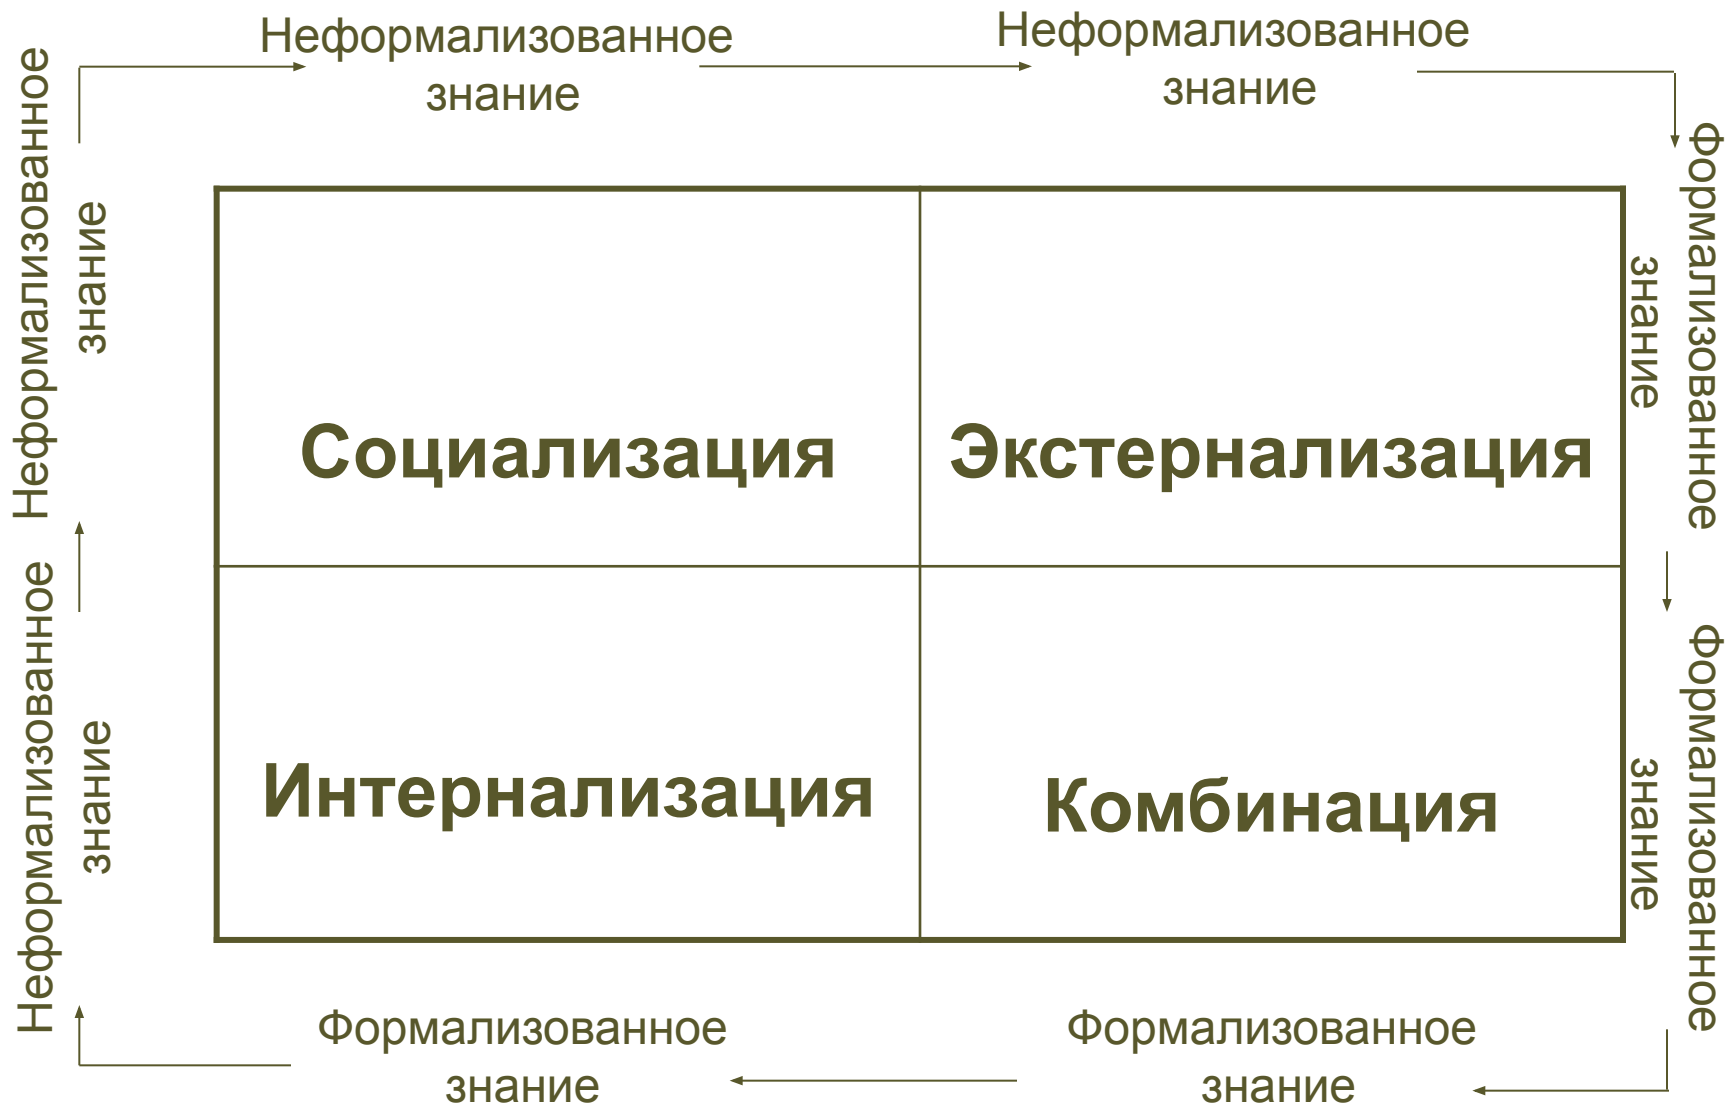 Неформализованное
знание
Неформализованное
знание
Неформализованное
знание
Формализованное
знание
Социализация
Экстернализация
Неформализованное
знание
Формализованное
знание
Интернализация
Комбинация
Формализованное
знание
Формализованное
знание